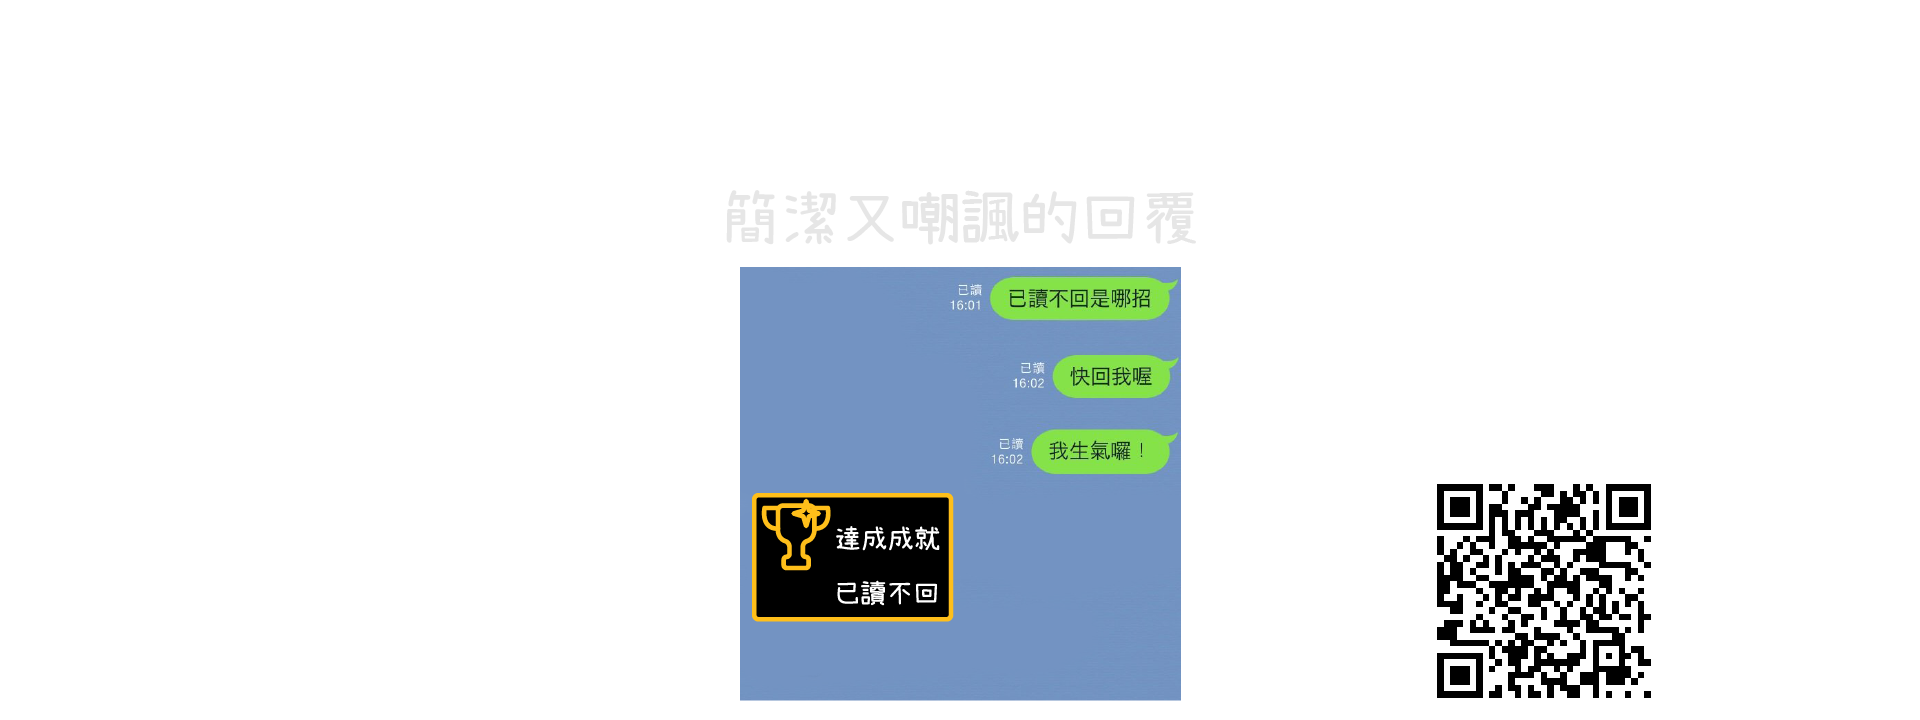 簡潔又嘲諷的回覆
已讀
16:01
已讀不回是哪招
已讀
16:02
快回我喔
已讀
16:02
我生氣囉！
達成成就
已讀不回